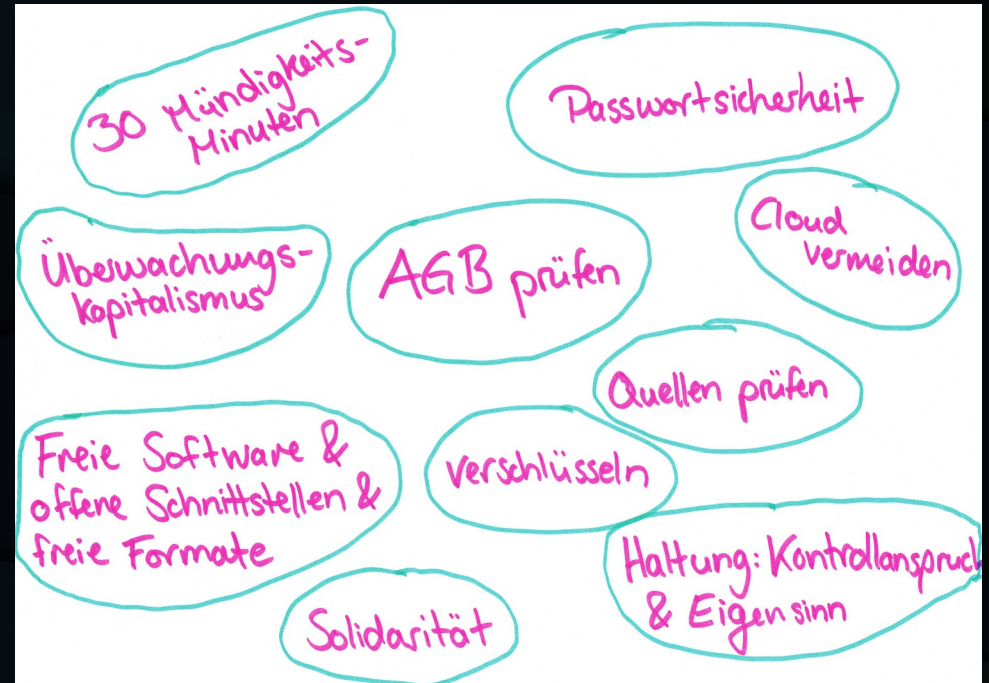 30 Mündigkeits-
Minuten
Passwortsicherheit
Cloud
vermeiden
Überwachungs-
kapitalismus
AGB prüfen
Quellen prüfen
Freie Software &
offene Schnittstellen &
freie Formate
verschlüsseln
Haltung: Kontrollanspruch
& Eigensinn
Solidarität